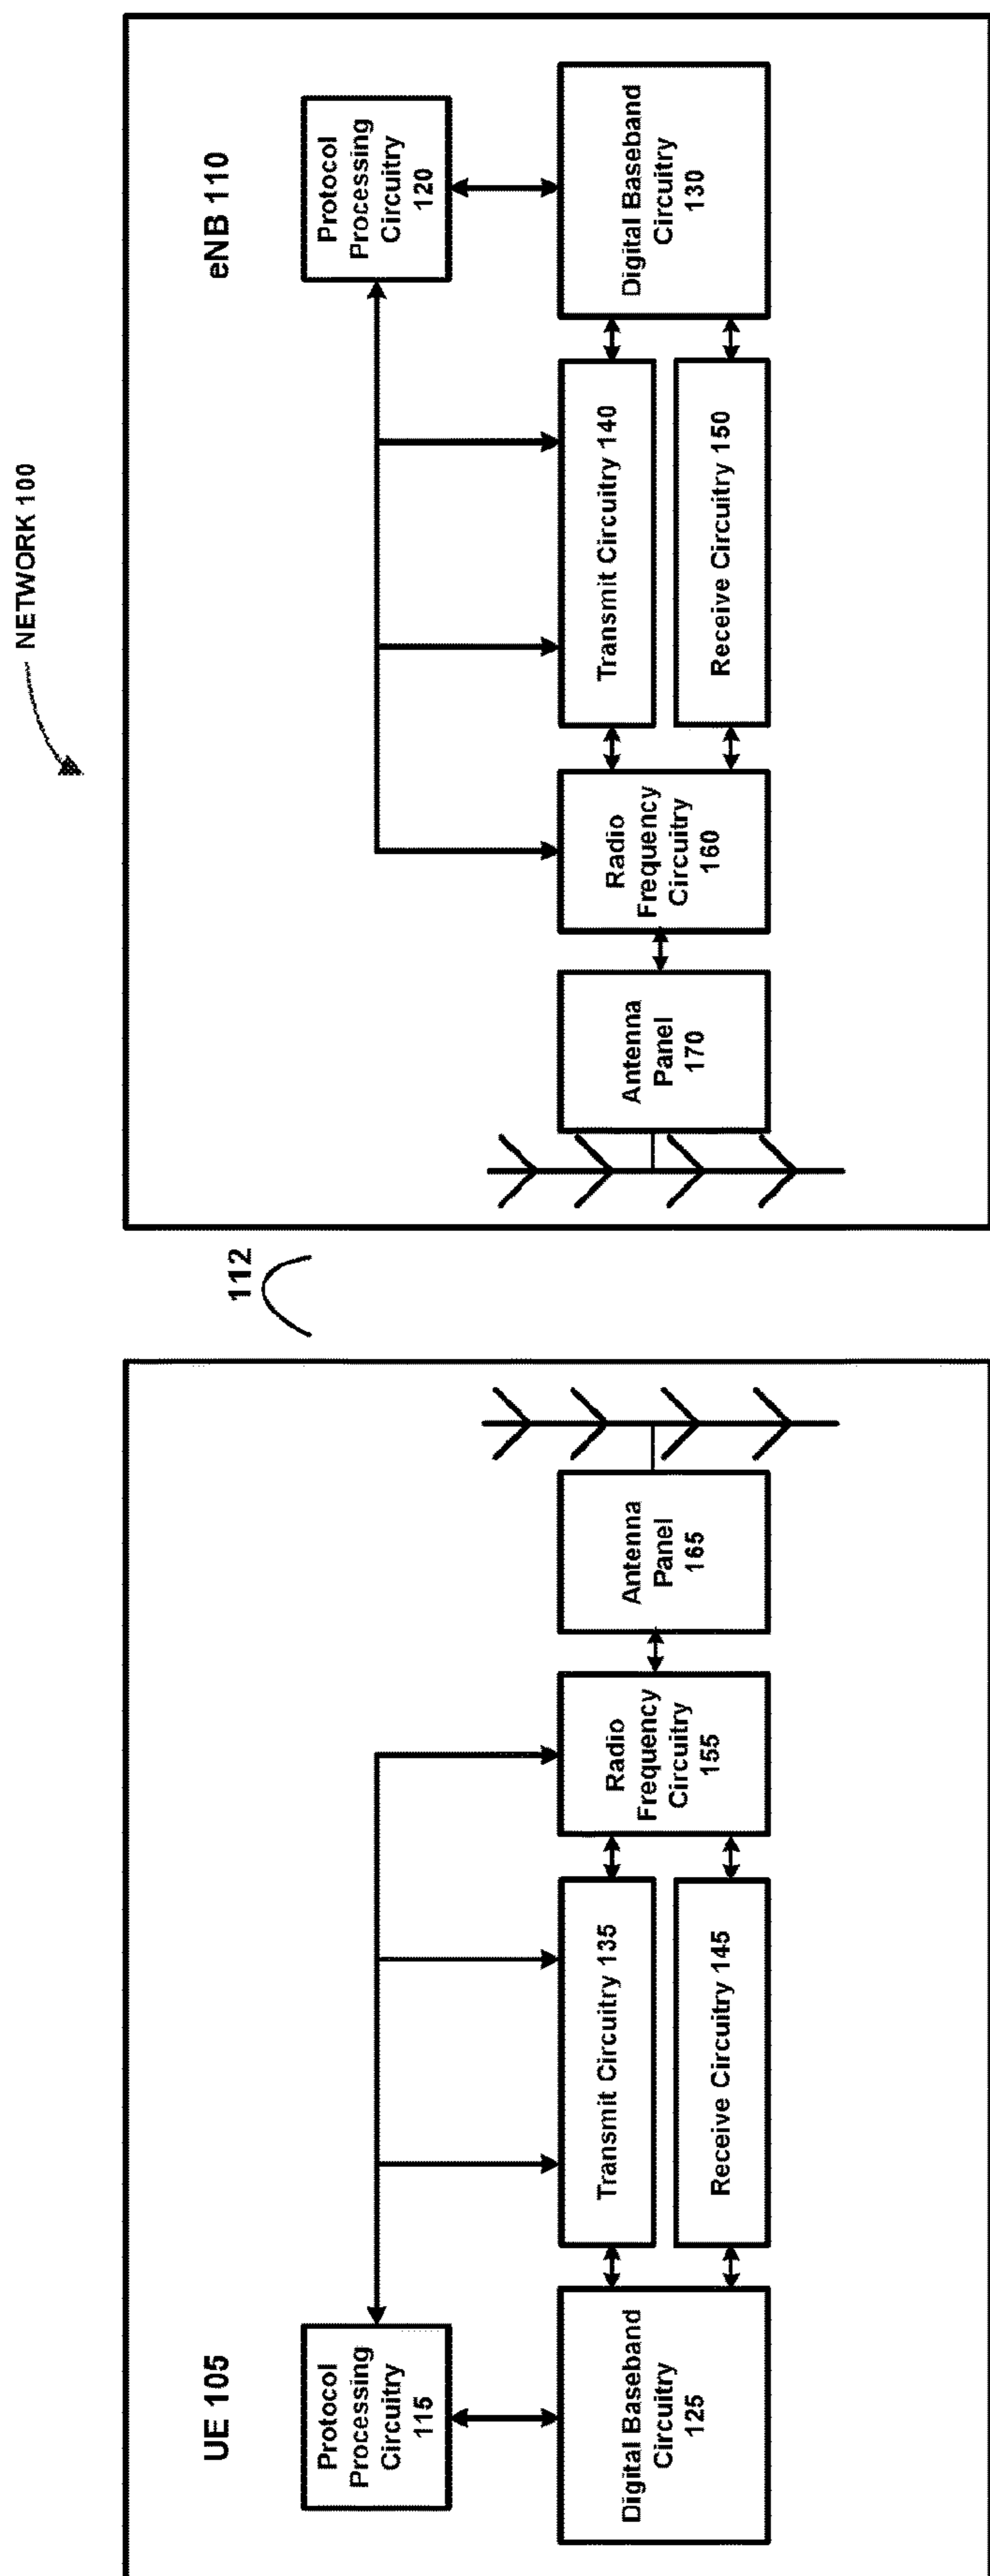 NETWORK 100
UE 105
Protocol
Processing
Circuitry
115
Digital Baseband
Circuitry
125
Transmit Circuitry 135
Receive Circuitry 145
Radio
Frequency
Circuitry
155
Antenna
Panel
165
112
eNB 110
Antenna
Panel
170
Radio
Frequency
Circuitry
160
Transmit Circuitry 140
Receive Circuitry 150
Protocol
Processing
Circuitry
120
Digital Baseband
Circuitry
130